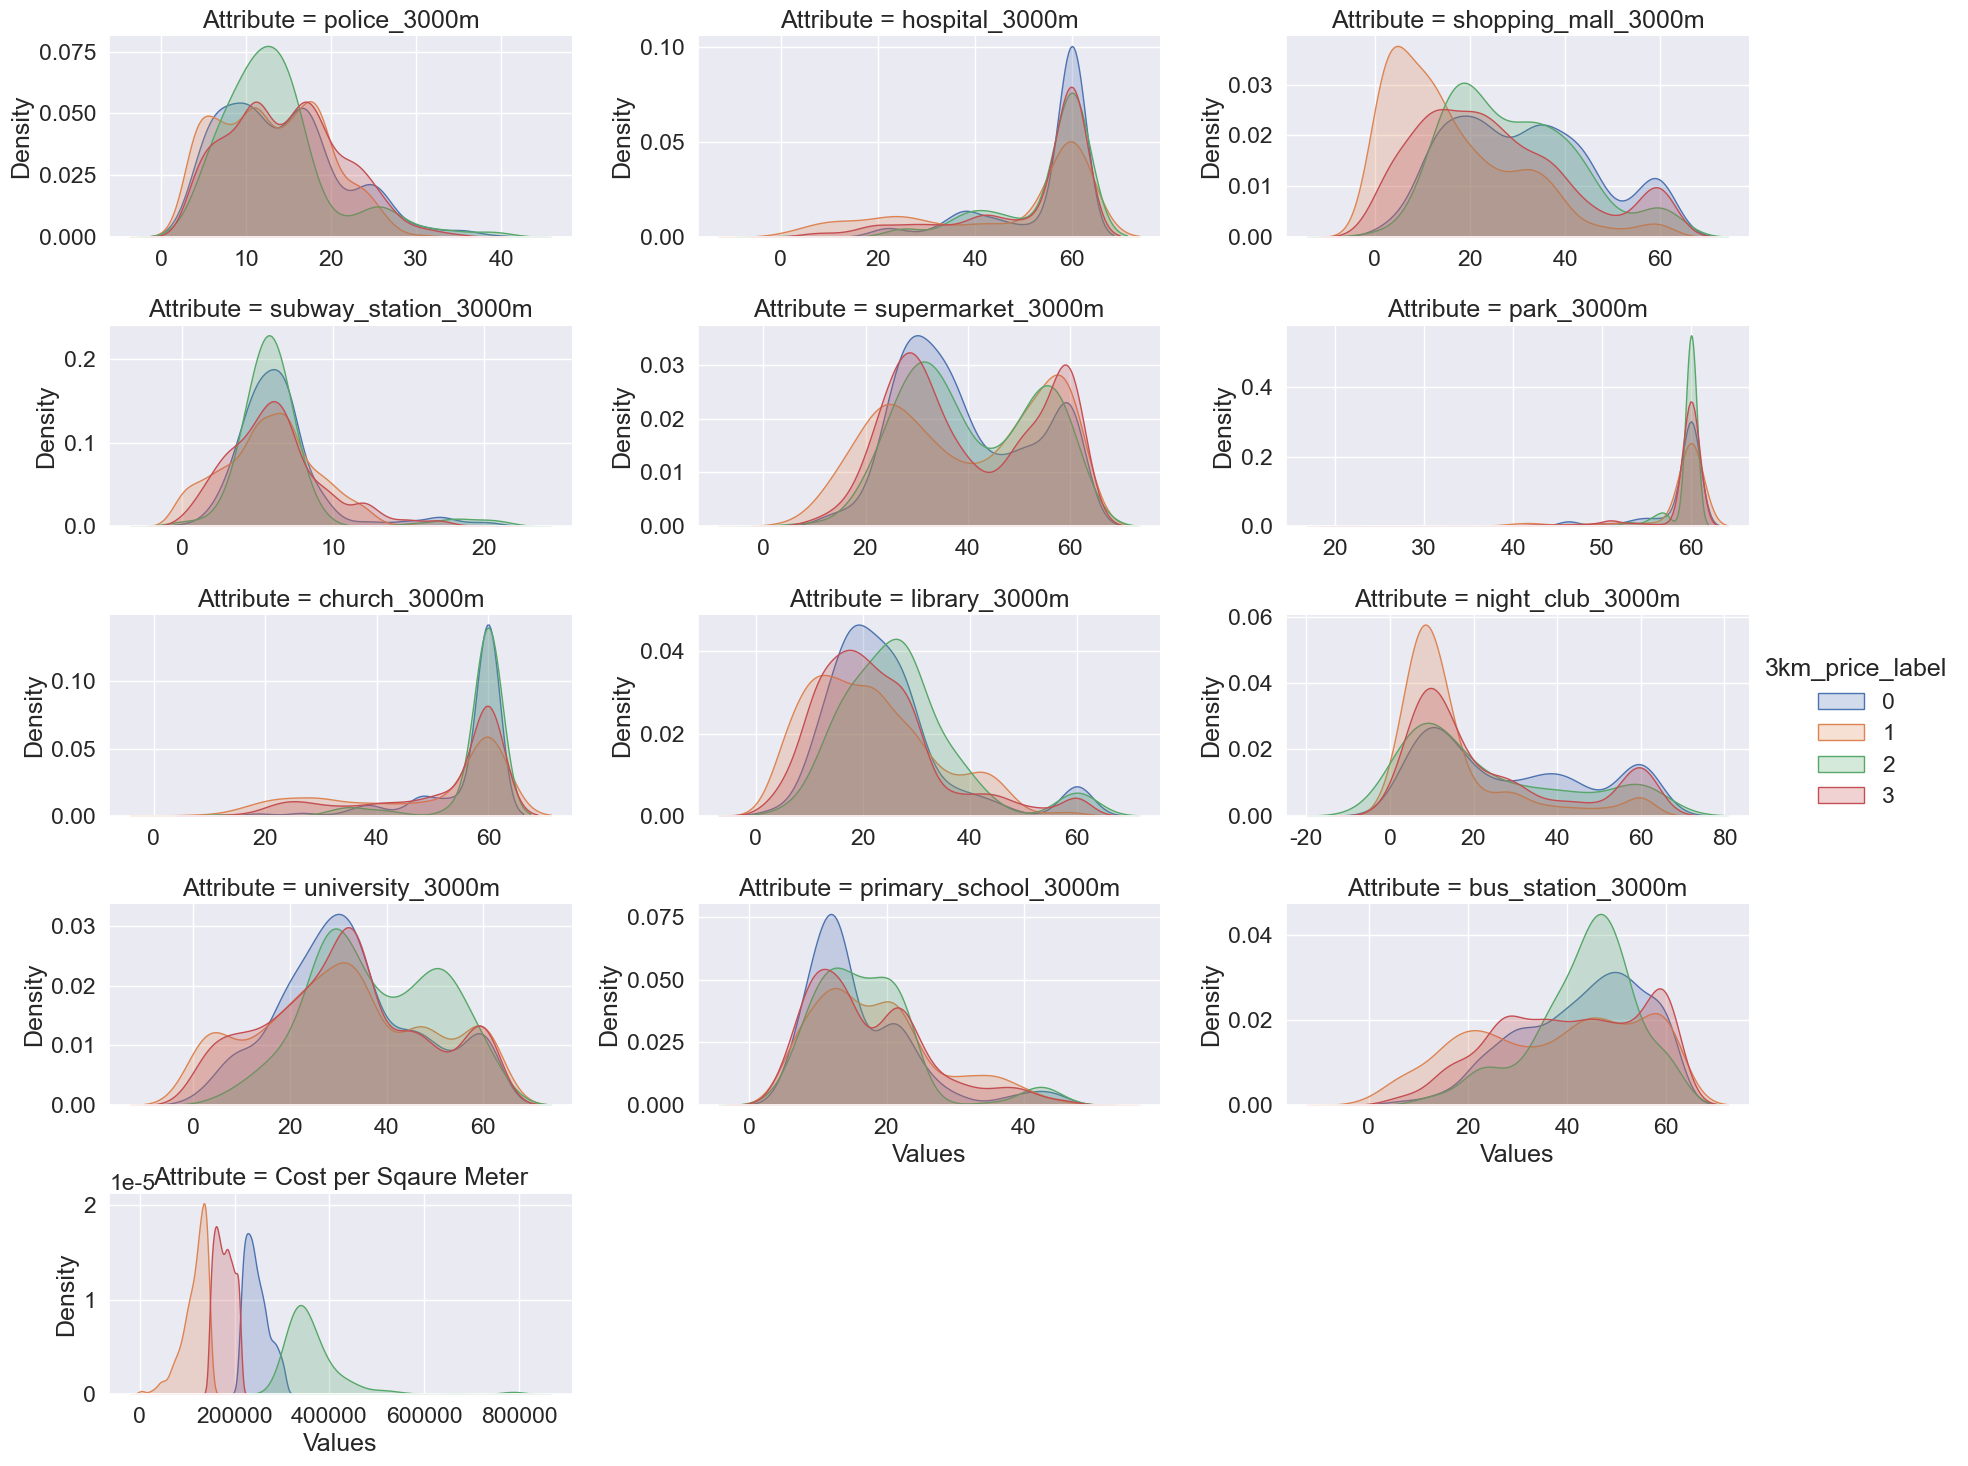 Attribute = police_3000m
Attribute = hospital_3000m
Attribute = shopping_mall_3000m
Density
0.075
0.050
0.025
0.000
0 10 20 30 40
Density
0.10
0.05
0.00
0 20 40 60
Density
0.03
0.02
0.01
0.00
0 20 40 60
Attribute = subway_station_3000m
Attribute = supermarket_3000m
Attribute = park_3000m
Density
0.2
0.1
0.0
0 10 20
Density
0.03
0.02
0.01
0.00
0 20 40 60
Density
0.4
0.2
0.0
20 30 40 50 60
Attribute = church_3000m
Attribute = library_3000m
Attribute = night_club_3000m
Density
0.10
0.05
0.00
0 20 40 60
Density
0.04
0.02
0.00
0 20 40 60
Density
0.06
0.04
0.02
0.00
-20 0 20 40 60 80
3km_price_label
0
1
2
3
Attribute = university_3000m
Attribute = primary_school_3000m
Attribute = bus_station_3000m
Density
0.03
0.02
0.01
0.00
0 20 40 60
Density
0.075
0.050
0.025
0.000
0 20 40
Values
Density
0.04
0.02
0.00
0 20 40 60
Values
Attribute = Cost per Sqaure Meter
1e-5
Density
2
1
0
0 200000 400000 600000 800000
Values